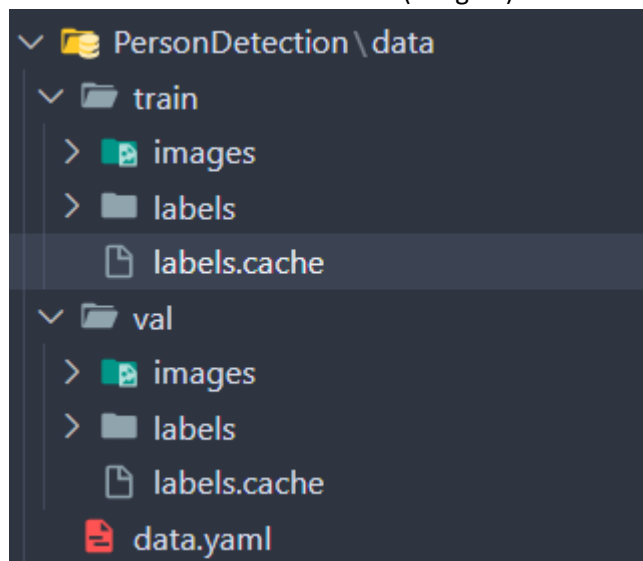 PersonDetection\data
train
images
labels
labels.cache
val
images
labels
labels.cache
data.yaml